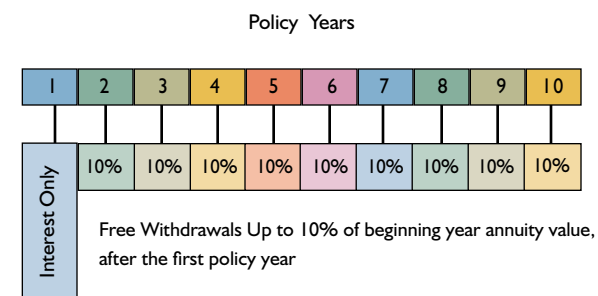 Policy Years
1 2 3 4 5 6 7 8 9 10
Interest Only
10% 10% 10% 10% 10% 10% 10% 10% 10%
Free Withdrawals Up to 10% of beginning year annuity value,
after the first policy year